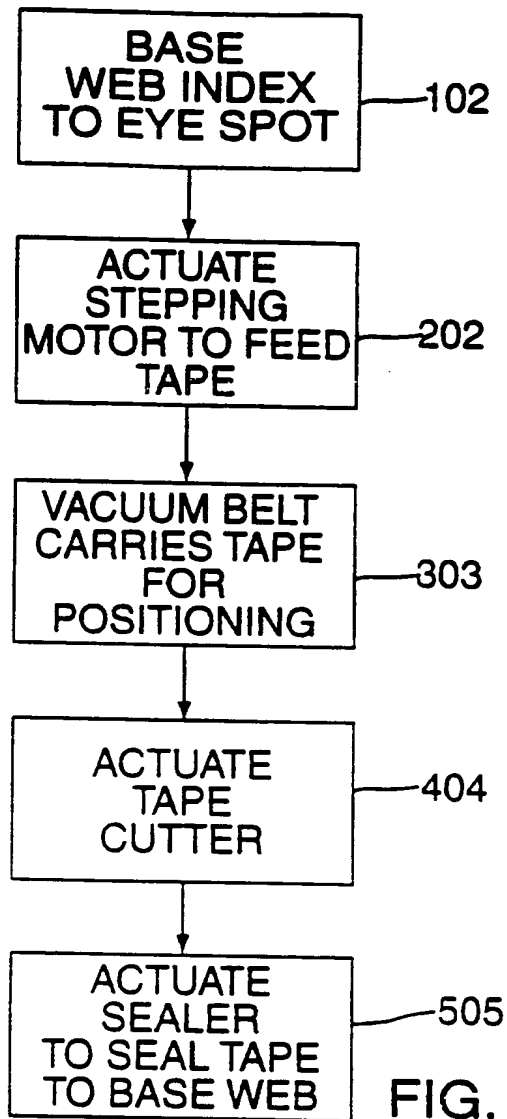 BASE
WEB INDEX
TO EYE SPOT
102
ACTUATE
STEPPING
MOTOR TO FEED
TAPE
202
VACUUM BELT
CARRIES TAPE
FOR
POSITIONING
303
ACTUATE
TAPE
CUTTER
404
ACTUATE
SEALER
TO SEAL TAPE
TO BASE WEB
505
FIG.